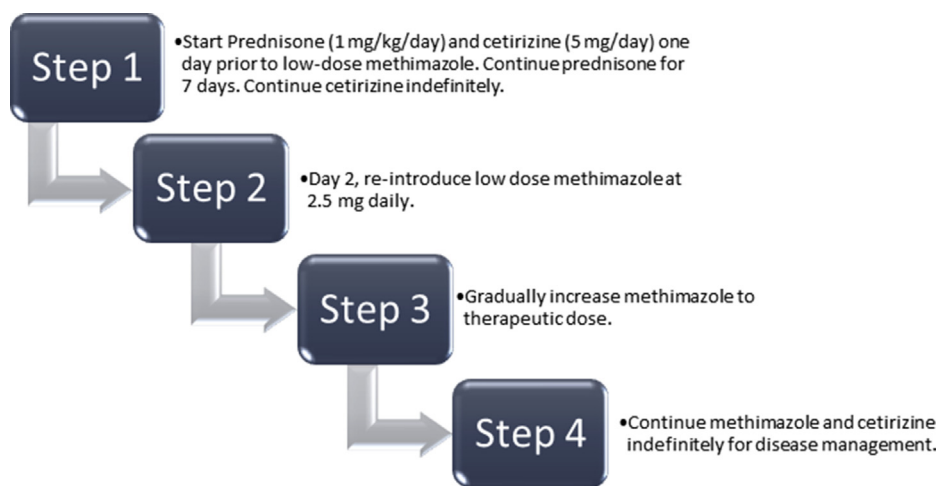 Step 1
•Start Prednisone (1 mg/kg/day) and cetirizine (5 mg/day) one
day prior to low-dose methimazole. Continue prednisone for
7 days. Continue cetirizine indefinitely.
Step 2
•Day 2, re-introduce low dose methimazole at
2.5 mg daily.
Step 3
•Gradually increase methimazole to
therapeutic dose.
Step 4
•Continue methimazole and cetirizine
indefinitely for disease management.